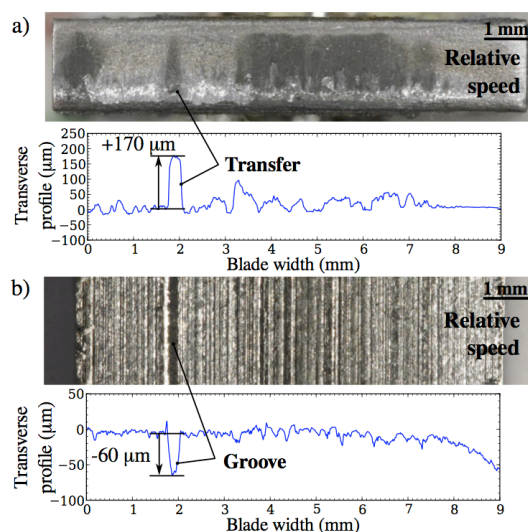 a)
1 mm
Relative
speed
+170 μm
Transfer
Transverse
profile (μm)
250
200
150
100
50
0
−50
−100
0 1 2 3 4 5 6 7 8 9
Blade width (mm)
b)
1 mm
Relative
speed
Transverse
profile (μm)
50
0
−50
−100
-60 μm
Groove
0 1 2 3 4 5 6 7 8 9
Blade width (mm)